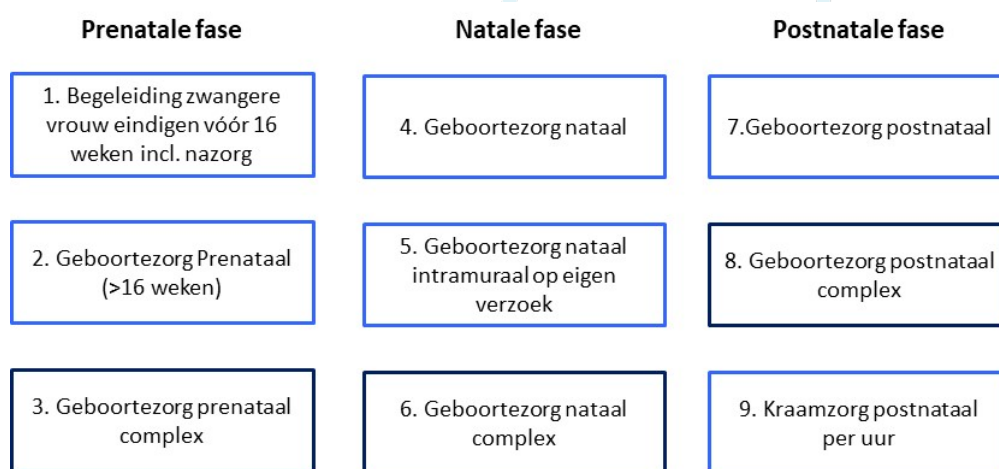 Prenatale fase
Natale fase
Postnatale fase
1. Begeleiding zwangere
vrouw eindigen vóór 16
weken incl. nazorg
4. Geboortezorg nataal
7.Geboortezorg postnataal
2. Geboortezorg Prenataal
(>16 weken)
5. Geboortezorg nataal
intramuraal op eigen
verzoek
8. Geboortezorg postnataal
complex
3. Geboortezorg prenataal
complex
6. Geboortezorg nataal
complex
9. Kraamzorg postnataal
per uur